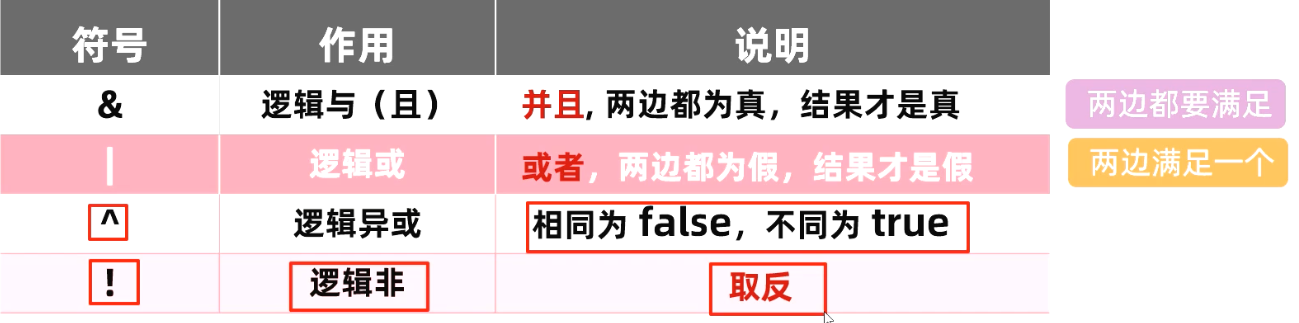 符号 作用 说明
& 逻辑与（且） 并且, 两边都为真，结果才是真 两边都要满足
| 逻辑或 或者，两边都为假，结果才是假 两边满足一个
^ 逻辑异或 相同为 false，不同为 true
! 逻辑非 取反